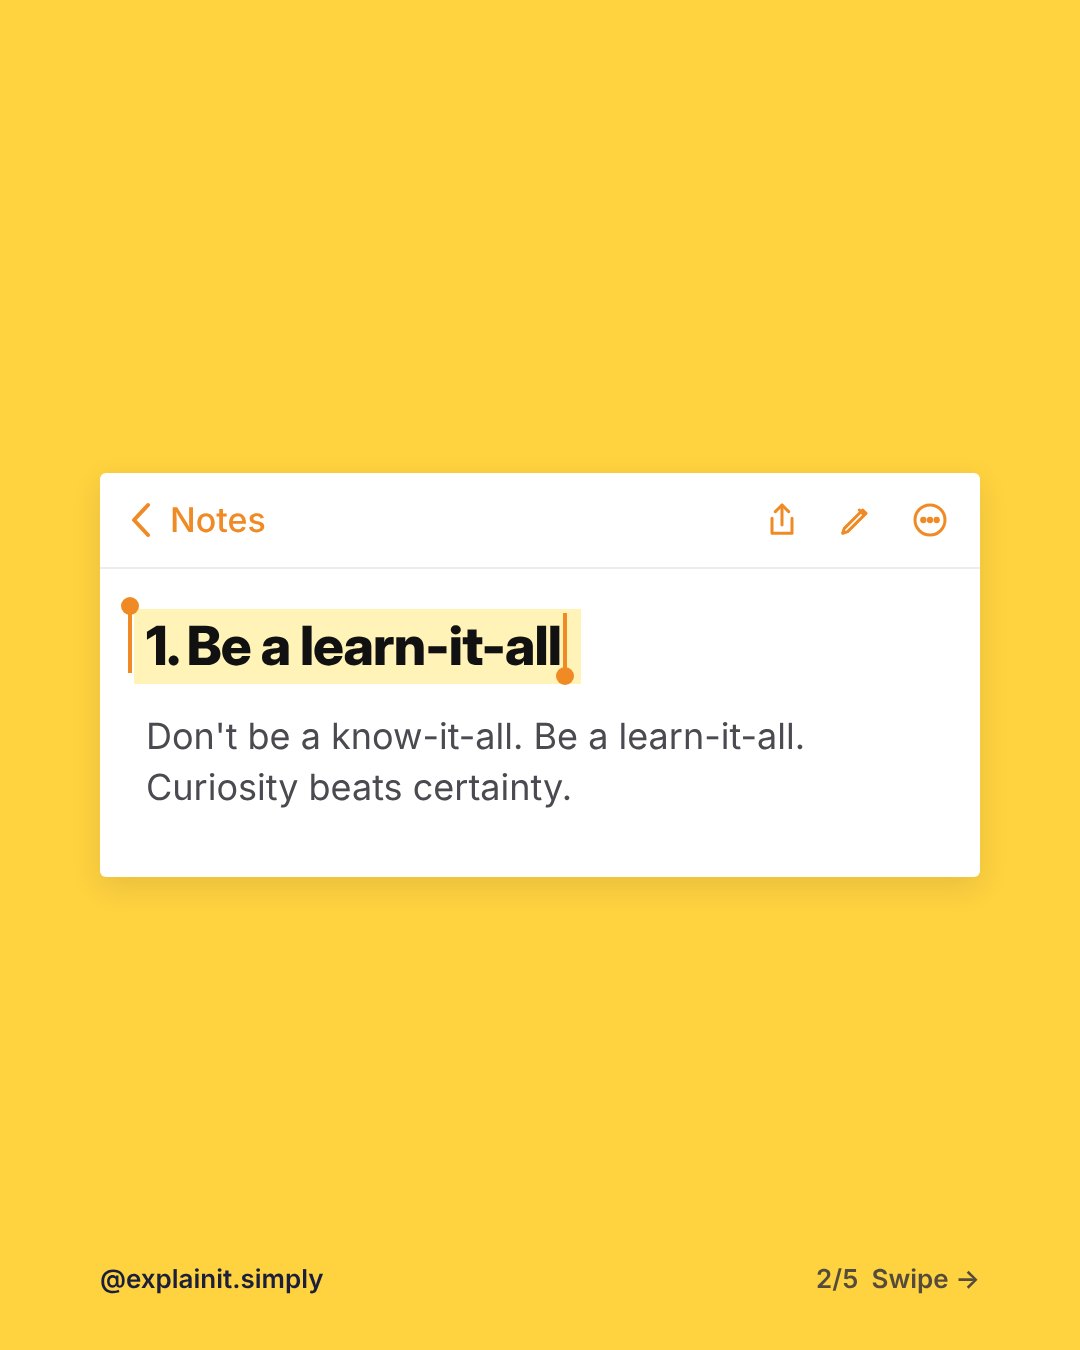 Notes
1. Be a learn-it-all
Don't be a know-it-all. Be a learn-it-all.
Curiosity beats certainty.
@explainit.simply
2/5 Swipe →